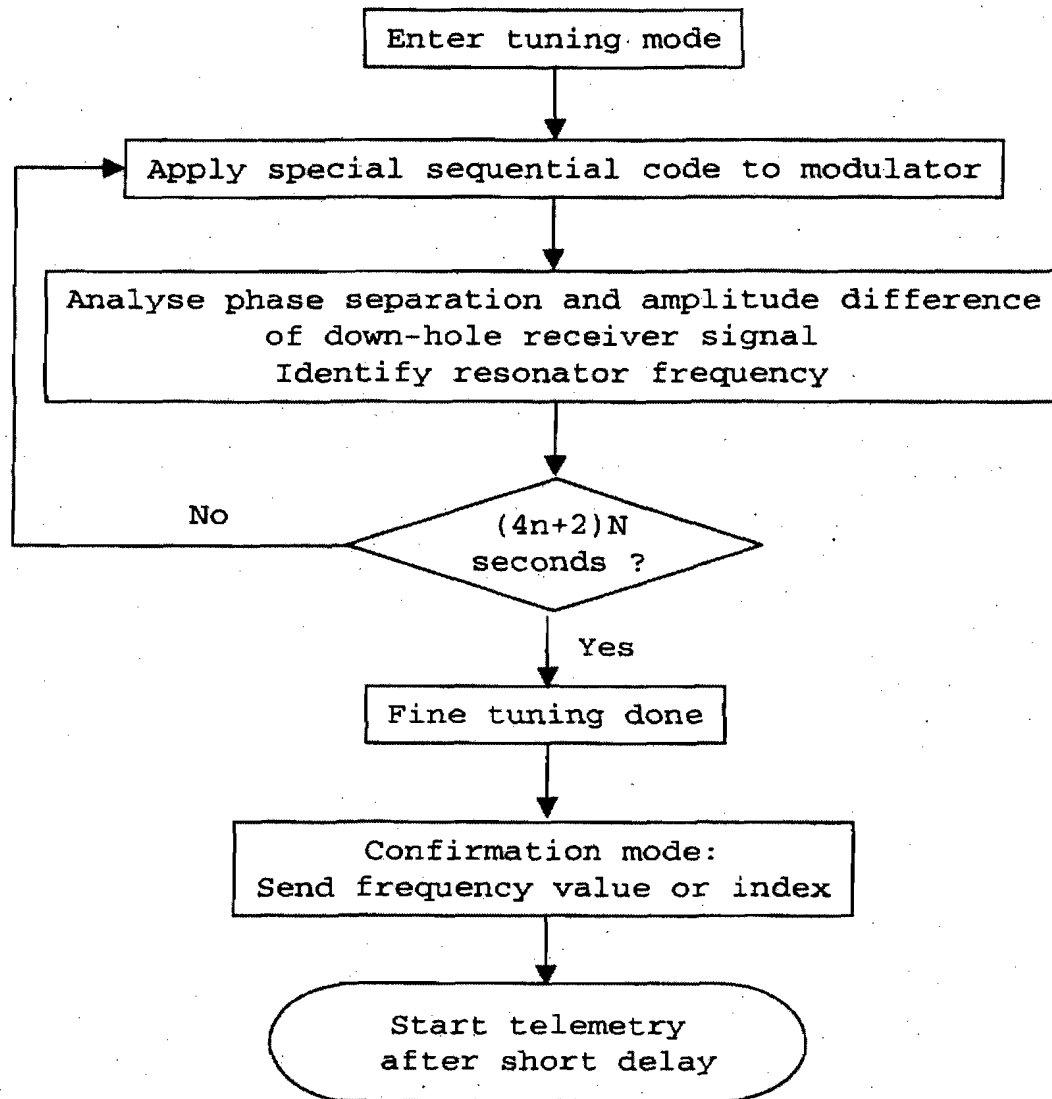 Enter tuning mode
Apply special sequential code to modulator
Analyse phase separation and amplitude difference
of down-hole receiver signal
Identify resonator frequency
No
(4n+2)N
seconds ?
Yes
Fine tuning done
Confirmation mode:
Send frequency value or index
Start telemetry
after short delay